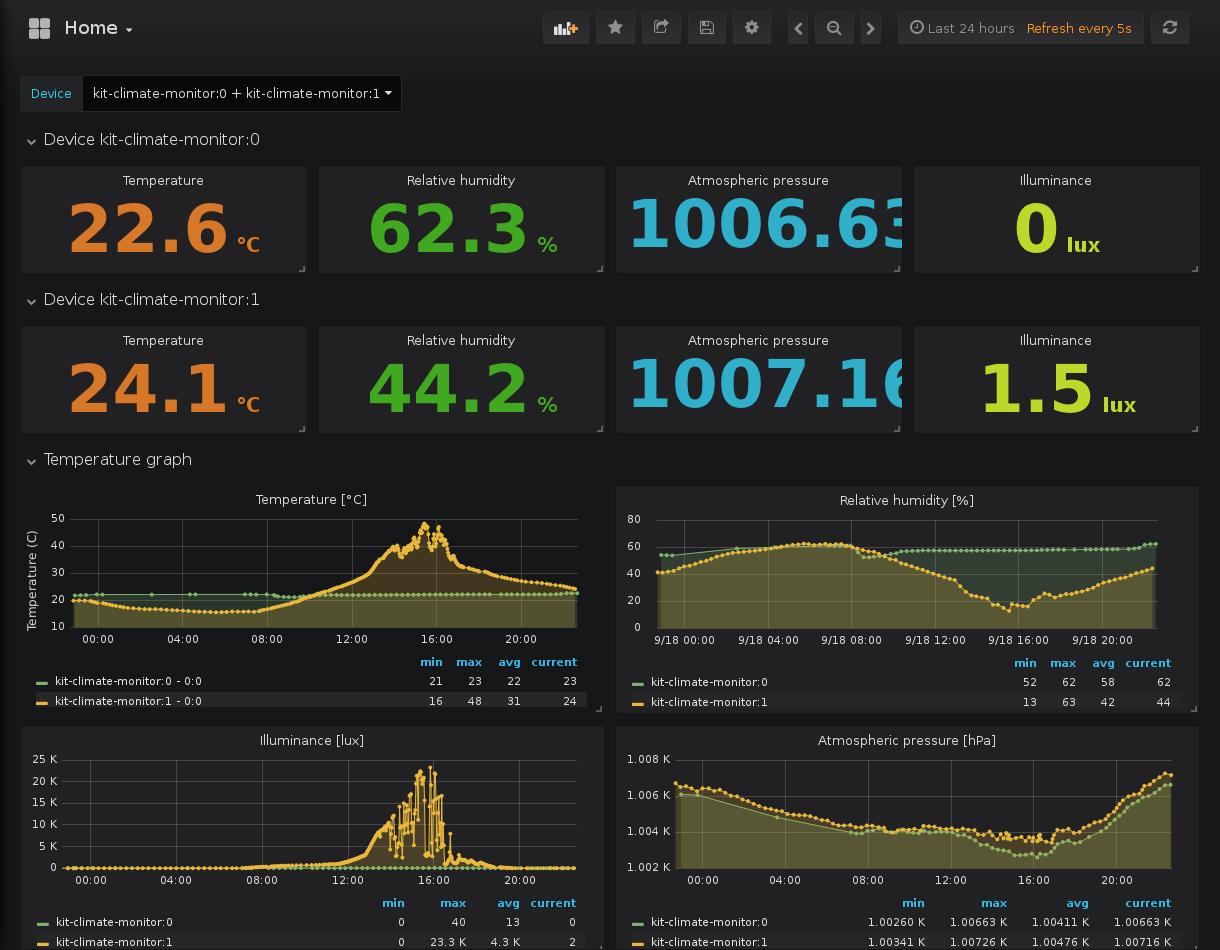 Home
Last 24 hours Refresh every 5s
Device kit-climate-monitor:0 + kit-climate-monitor:1
Device kit-climate-monitor:0
Temperature Relative humidity Atmospheric pressure Illuminance
22.6 °C 62.3 % 1006.63 0 lux
Device kit-climate-monitor:1
Temperature Relative humidity Atmospheric pressure Illuminance
24.1 °C 44.2 % 1007.16 1.5 lux
Temperature graph
Temperature [°C]
Temperature (C)
50
40
30
20
10
00:00 04:00 08:00 12:00 16:00 20:00
min max avg current
kit-climate-monitor:0 - 0:0 21 23 22 23
kit-climate-monitor:1 - 0:0 16 48 31 24
Relative humidity [%]
80
60
40
20
0
9/18 00:00 9/18 04:00 9/18 08:00 9/18 12:00 9/18 16:00 9/18 20:00
min max avg current
kit-climate-monitor:0 52 62 58 62
kit-climate-monitor:1 13 63 42 44
Illuminance [lux]
25 K
20 K
15 K
10 K
5 K
0
00:00 04:00 08:00 12:00 16:00 20:00
min max avg current
kit-climate-monitor:0 0 40 13 0
kit-climate-monitor:1 0 23.3 K 4.3 K 2
Atmospheric pressure [hPa]
1.008 K
1.006 K
1.004 K
1.002 K
00:00 04:00 08:00 12:00 16:00 20:00
min max avg current
kit-climate-monitor:0 1.00260 K 1.00663 K 1.00411 K 1.00663 K
kit-climate-monitor:1 1.00341 K 1.00726 K 1.00476 K 1.00716 K